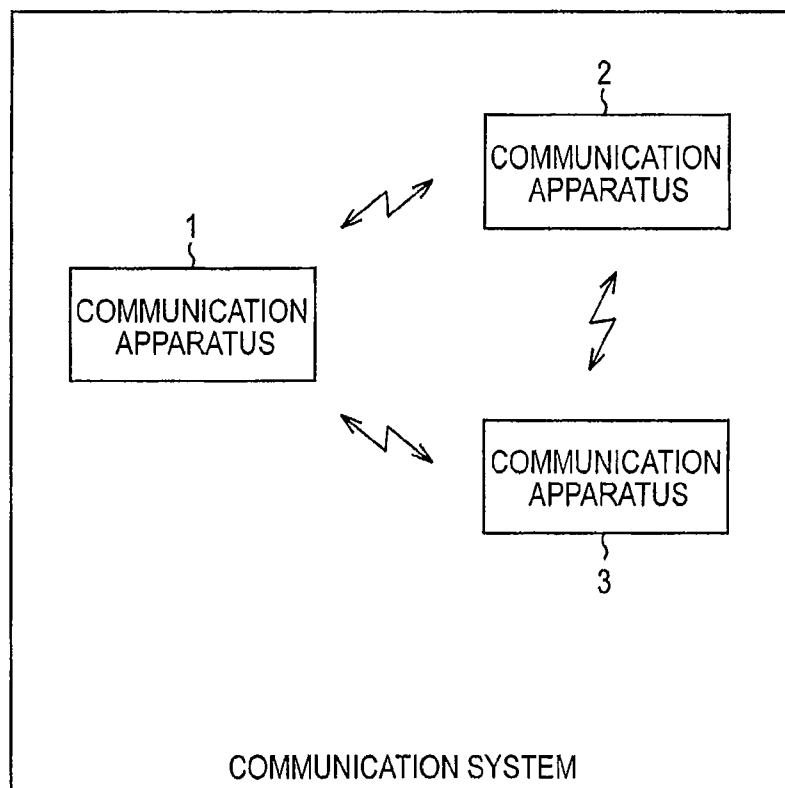 2
COMMUNICATION
APPARATUS
1
COMMUNICATION
APPARATUS
COMMUNICATION
APPARATUS
3
COMMUNICATION SYSTEM